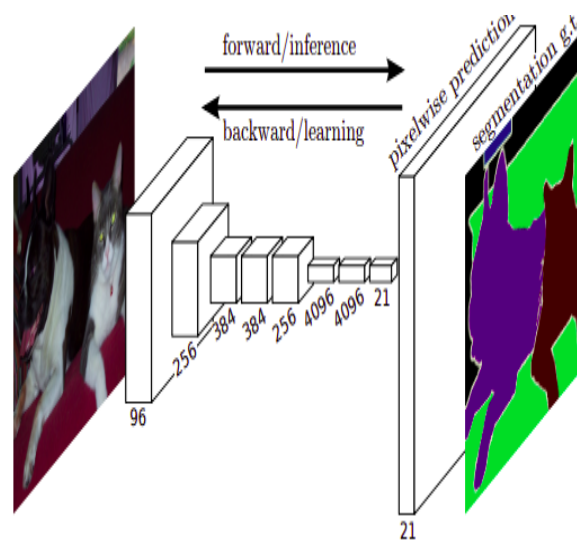 forward/inference
backward/learning
pixelwise prediction
segmentation g.t.
96
256
384
384
256
4096
4096
21
21